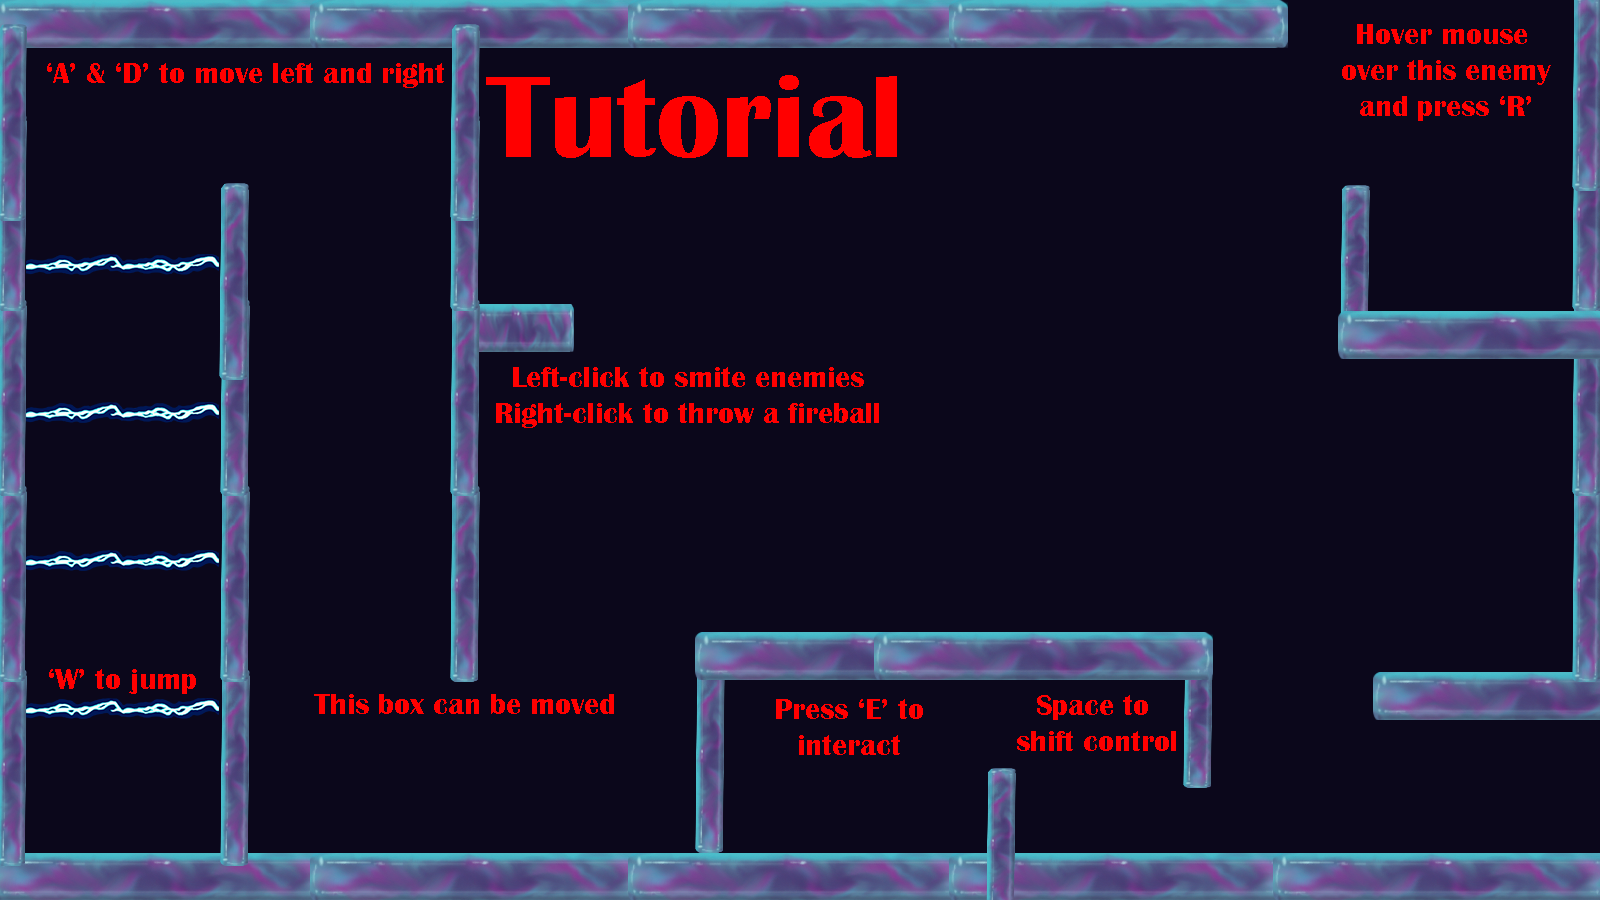 ‘A’ & ‘D’ to move left and right
Tutorial
Hover mouse
over this enemy
and press ‘R’
Left-click to smite enemies
Right-click to throw a fireball
‘W’ to jump
This box can be moved
Press ‘E’ to
interact
Space to
shift control